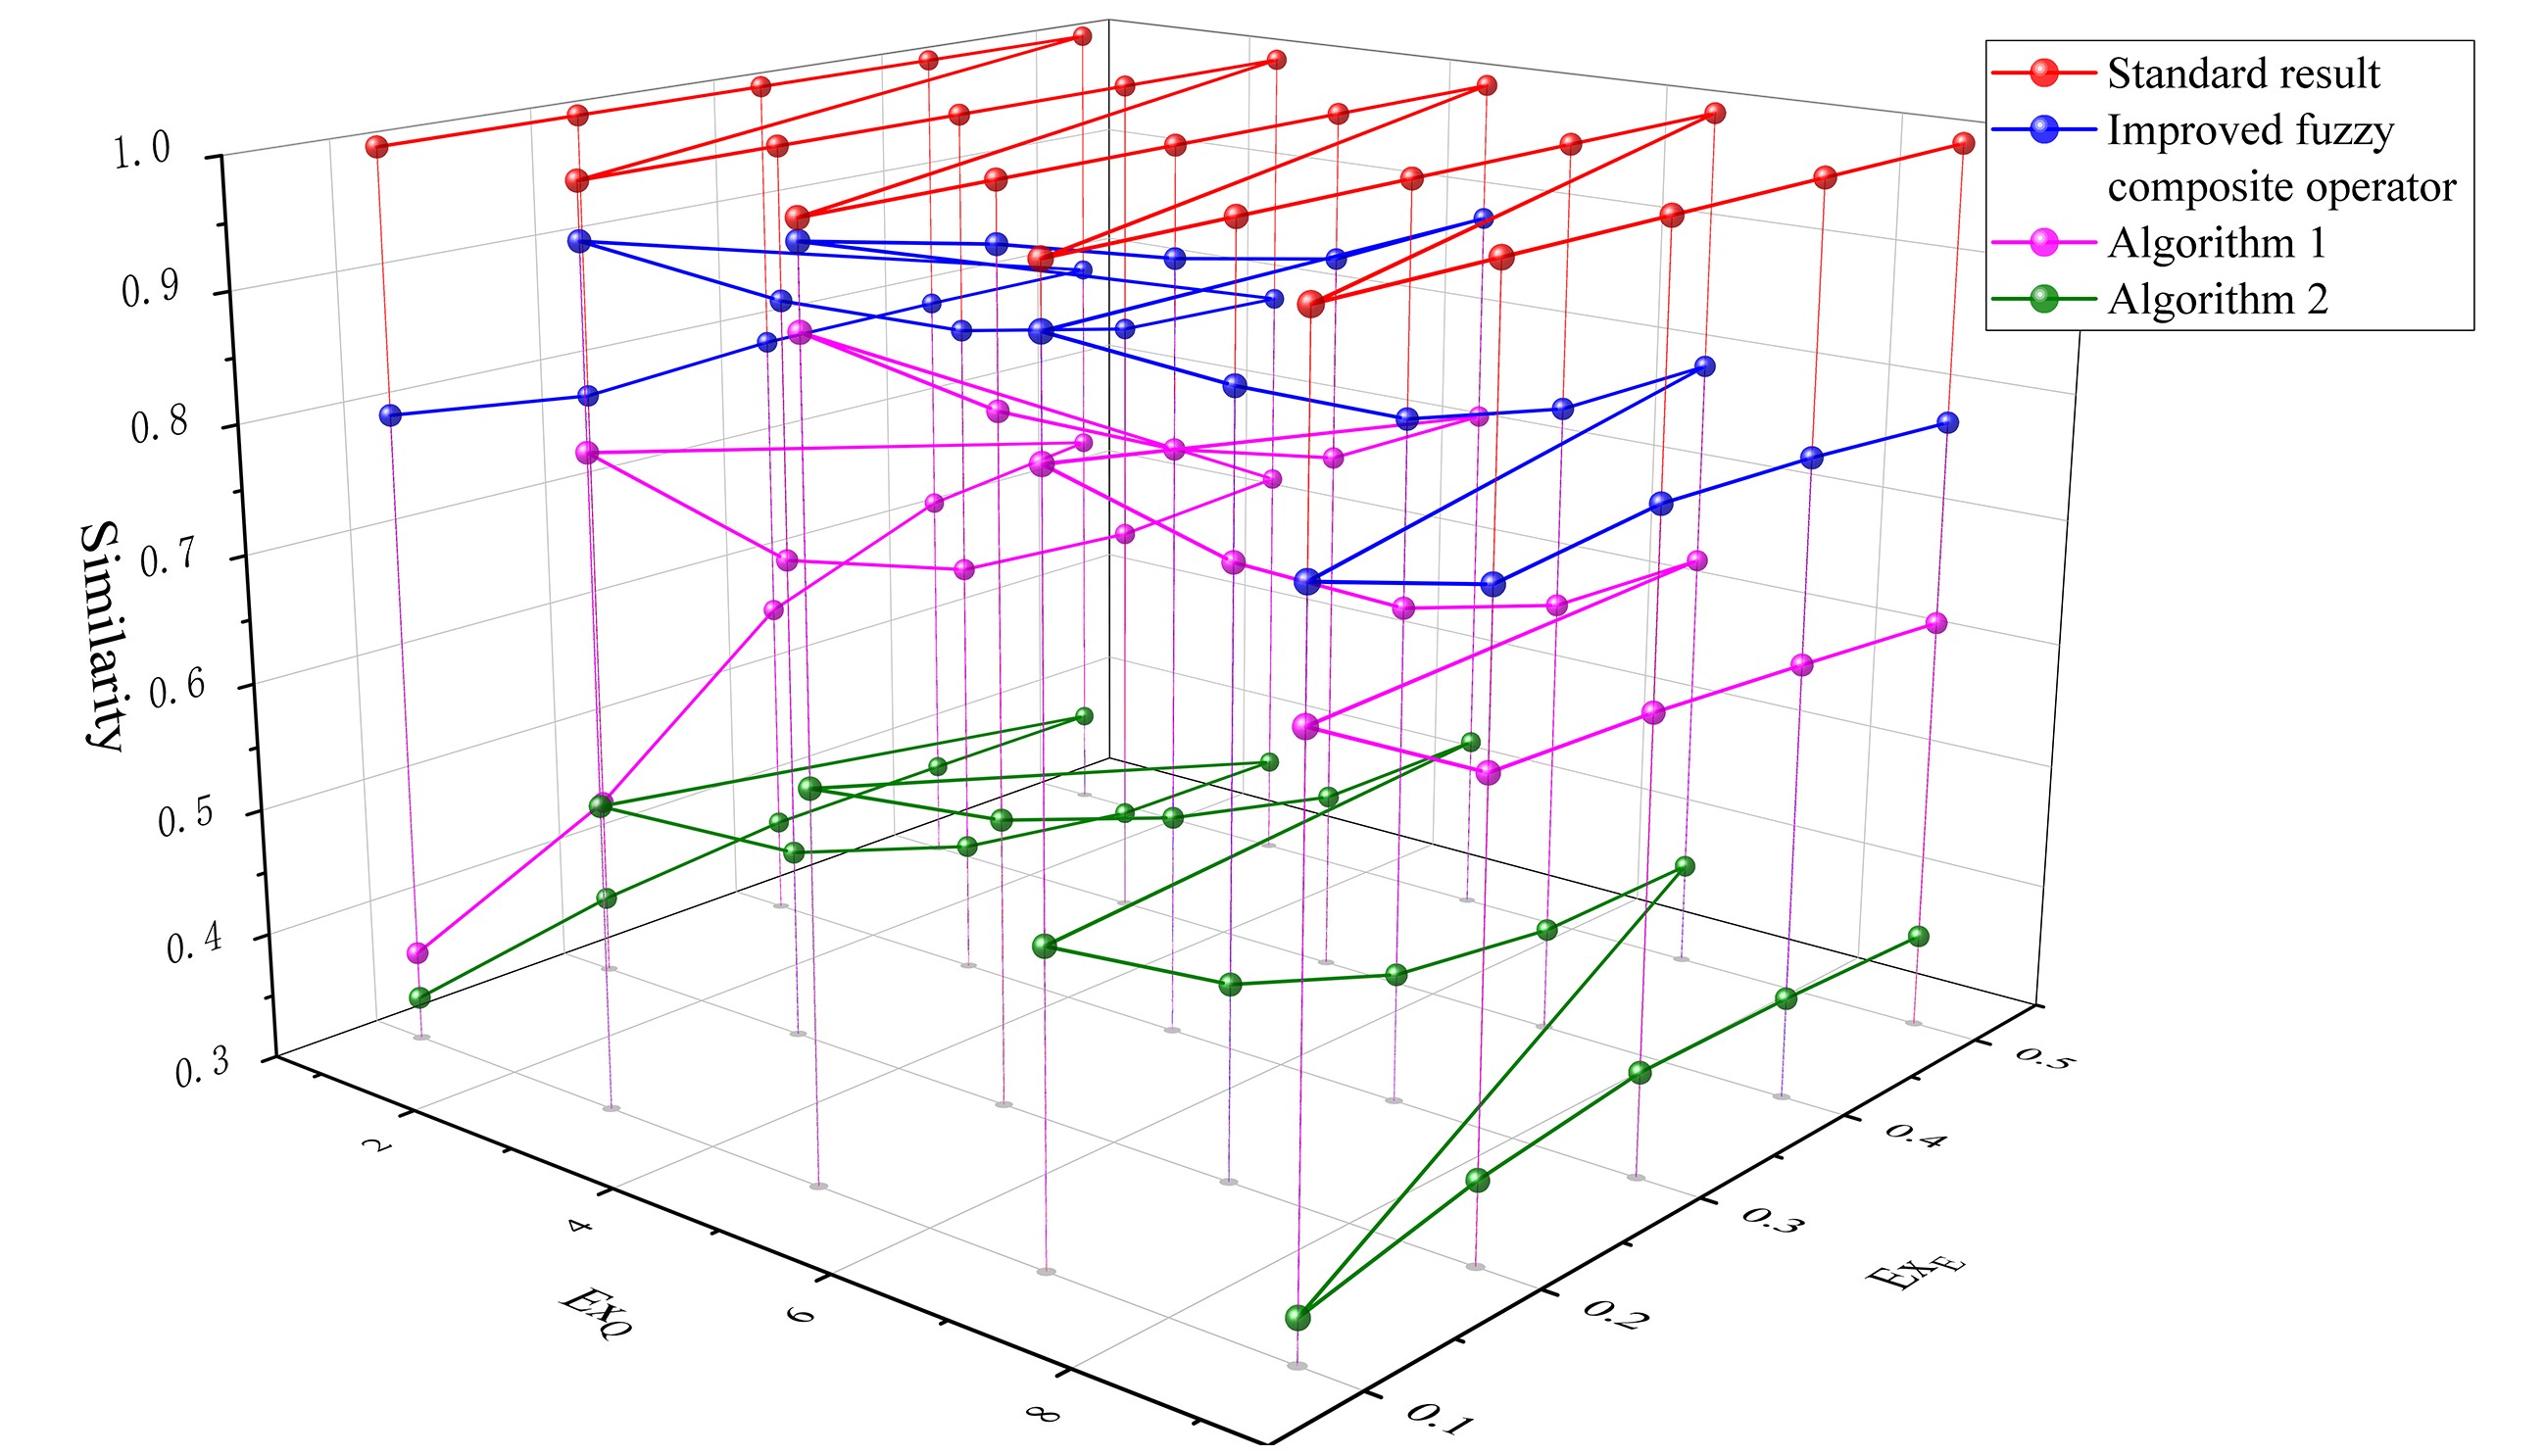 Standard result
Improved fuzzy
composite operator
Algorithm 1
Algorithm 2
1.0
0.9
0.8
0.7
0.6
0.5
0.4
0.3
Similarity
2
4
6
8
ExQ
0.1
0.2
0.3
0.4
0.5
ExE